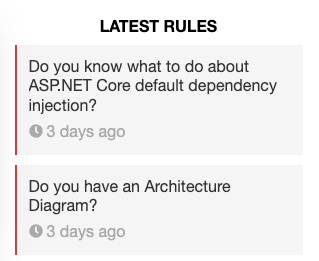 LATEST RULES
Do you know what to do about
ASP.NET Core default dependency
injection?
3 days ago
Do you have an Architecture
Diagram?
3 days ago